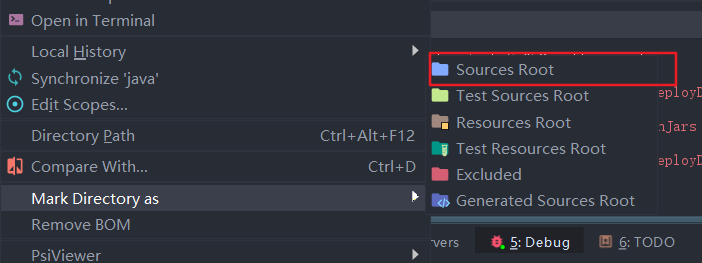 Open in Terminal
Local History
Synchronize 'java'
Edit Scopes...
Directory Path Ctrl+Alt+F12
Compare With... Ctrl+D
Mark Directory as
Remove BOM
PsiViewer
Sources Root
Test Sources Root
Resources Root
Test Resources Root
Excluded
Generated Sources Root
eployD
nJars
eployD
rvers
5: Debug
6: TODO